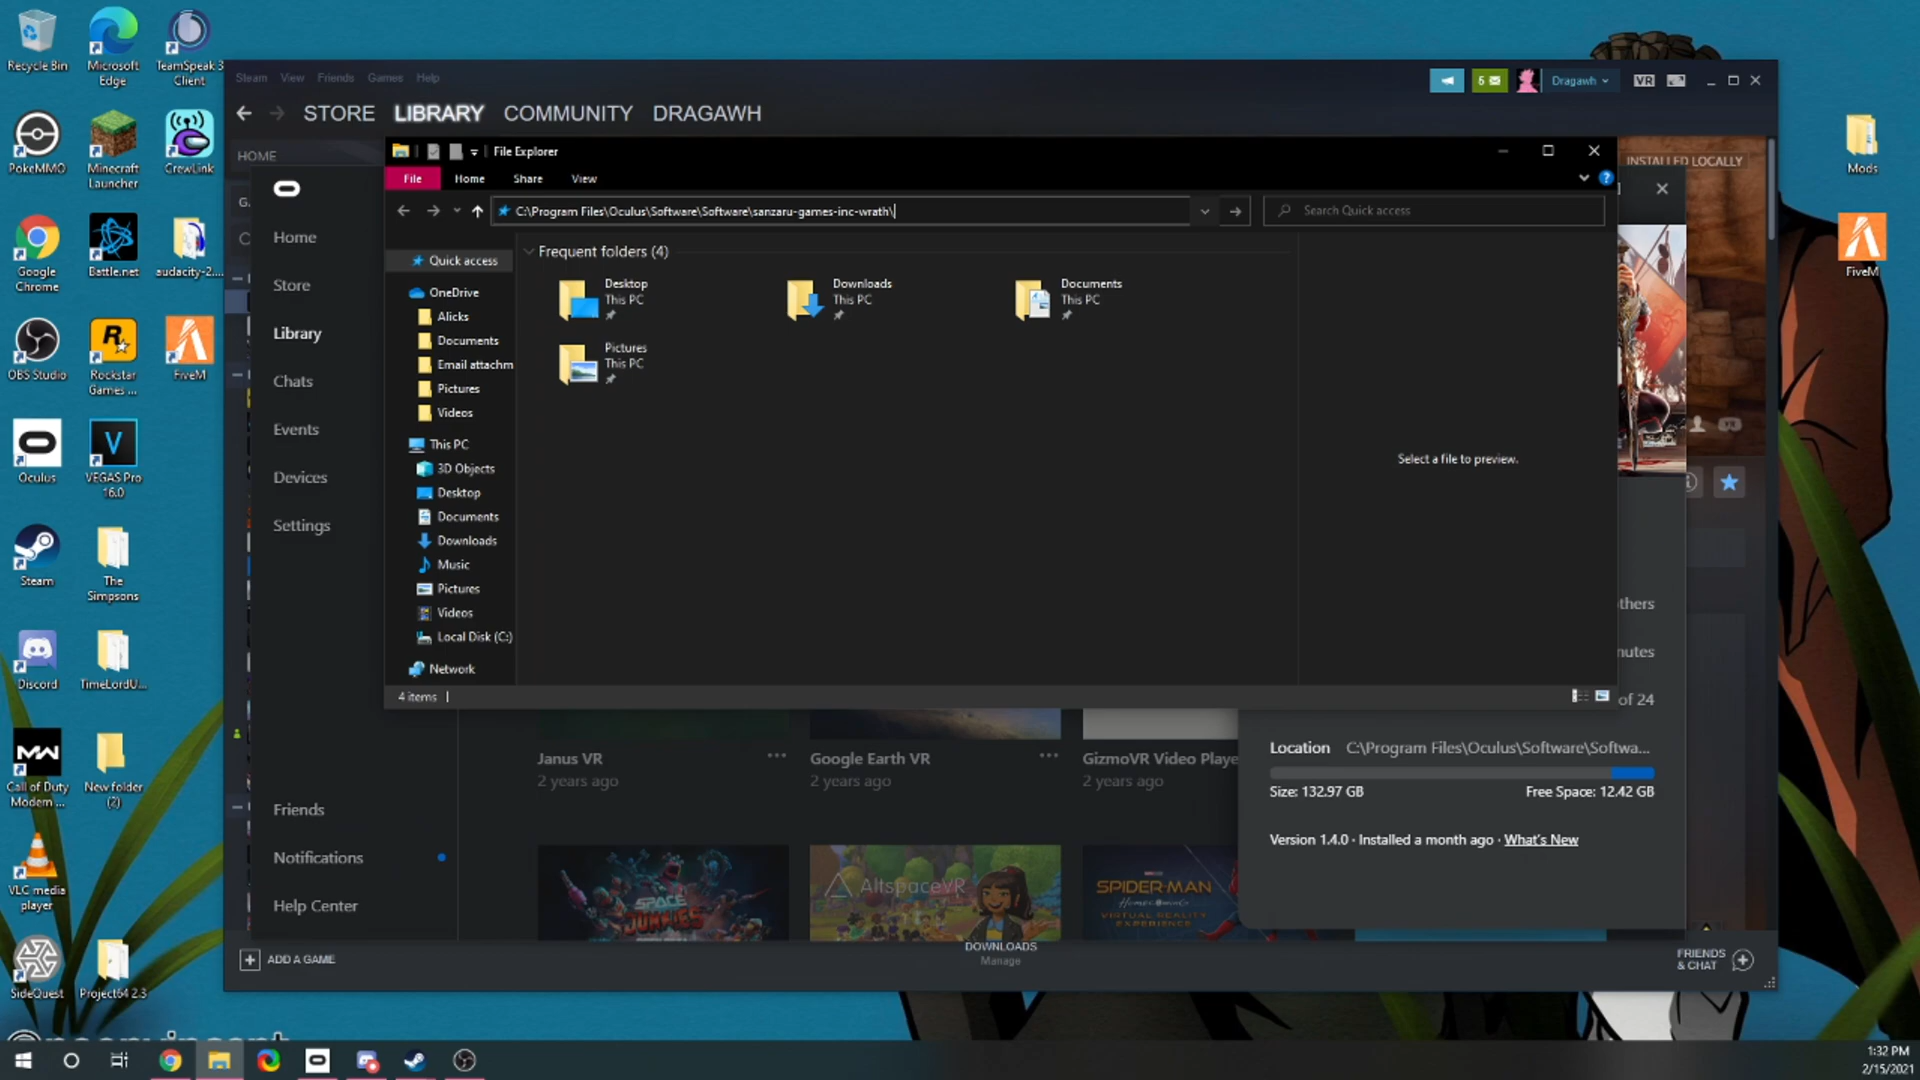 Recycle Bin
Microsoft
Edge
TeamSpeak 3
Client
PokeMMO
Minecraft
Launcher
CrewLink
Google
Chrome
Battle.net
audacity-2....
OBS Studio
Rockstar
Games ...
FiveM
Oculus
VEGAS Pro
16.0
Steam
The
Simpsons
Discord
TimeLordU...
Call of Duty
Modern ...
New folder
(2)
VLC media
player
SideQuest
Project64 2.3
Mods
FiveM
Steam View Friends Games Help
6
Dragawh
VR
STORE LIBRARY COMMUNITY DRAGAWH
HOME
INSTALLED LOCALLY
File Explorer
File Home Share View
C:\Program Files\Oculus\Software\Software\sanzaru-games-inc-wrath\
Search Quick access
Home
Store
Library
Chats
Events
Devices
Settings
Friends
Notifications
Help Center
Quick access
OneDrive
Alicks
Documents
Email attachm
Pictures
Videos
This PC
3D Objects
Desktop
Documents
Downloads
Music
Pictures
Videos
Local Disk (C:)
Network
4 items
Frequent folders (4)
Desktop
This PC
Downloads
This PC
Documents
This PC
Pictures
This PC
Select a file to preview.
thers
nutes
of 24
Janus VR
2 years ago
Google Earth VR
2 years ago
GizmoVR Video Playe
2 years ago
Location C:\Program Files\Oculus\Software\Softwa...
Size: 132.97 GB
Free Space: 12.42 GB
Version 1.4.0 · Installed a month ago · What's New
SPACE
JUNKIES
AltspaceVR
SPIDER-MAN
Homecoming
VIRTUAL REALITY
EXPERIENCE
ADD A GAME
DOWNLOADS
Manage
FRIENDS
& CHAT
1:32 PM
2/15/2021